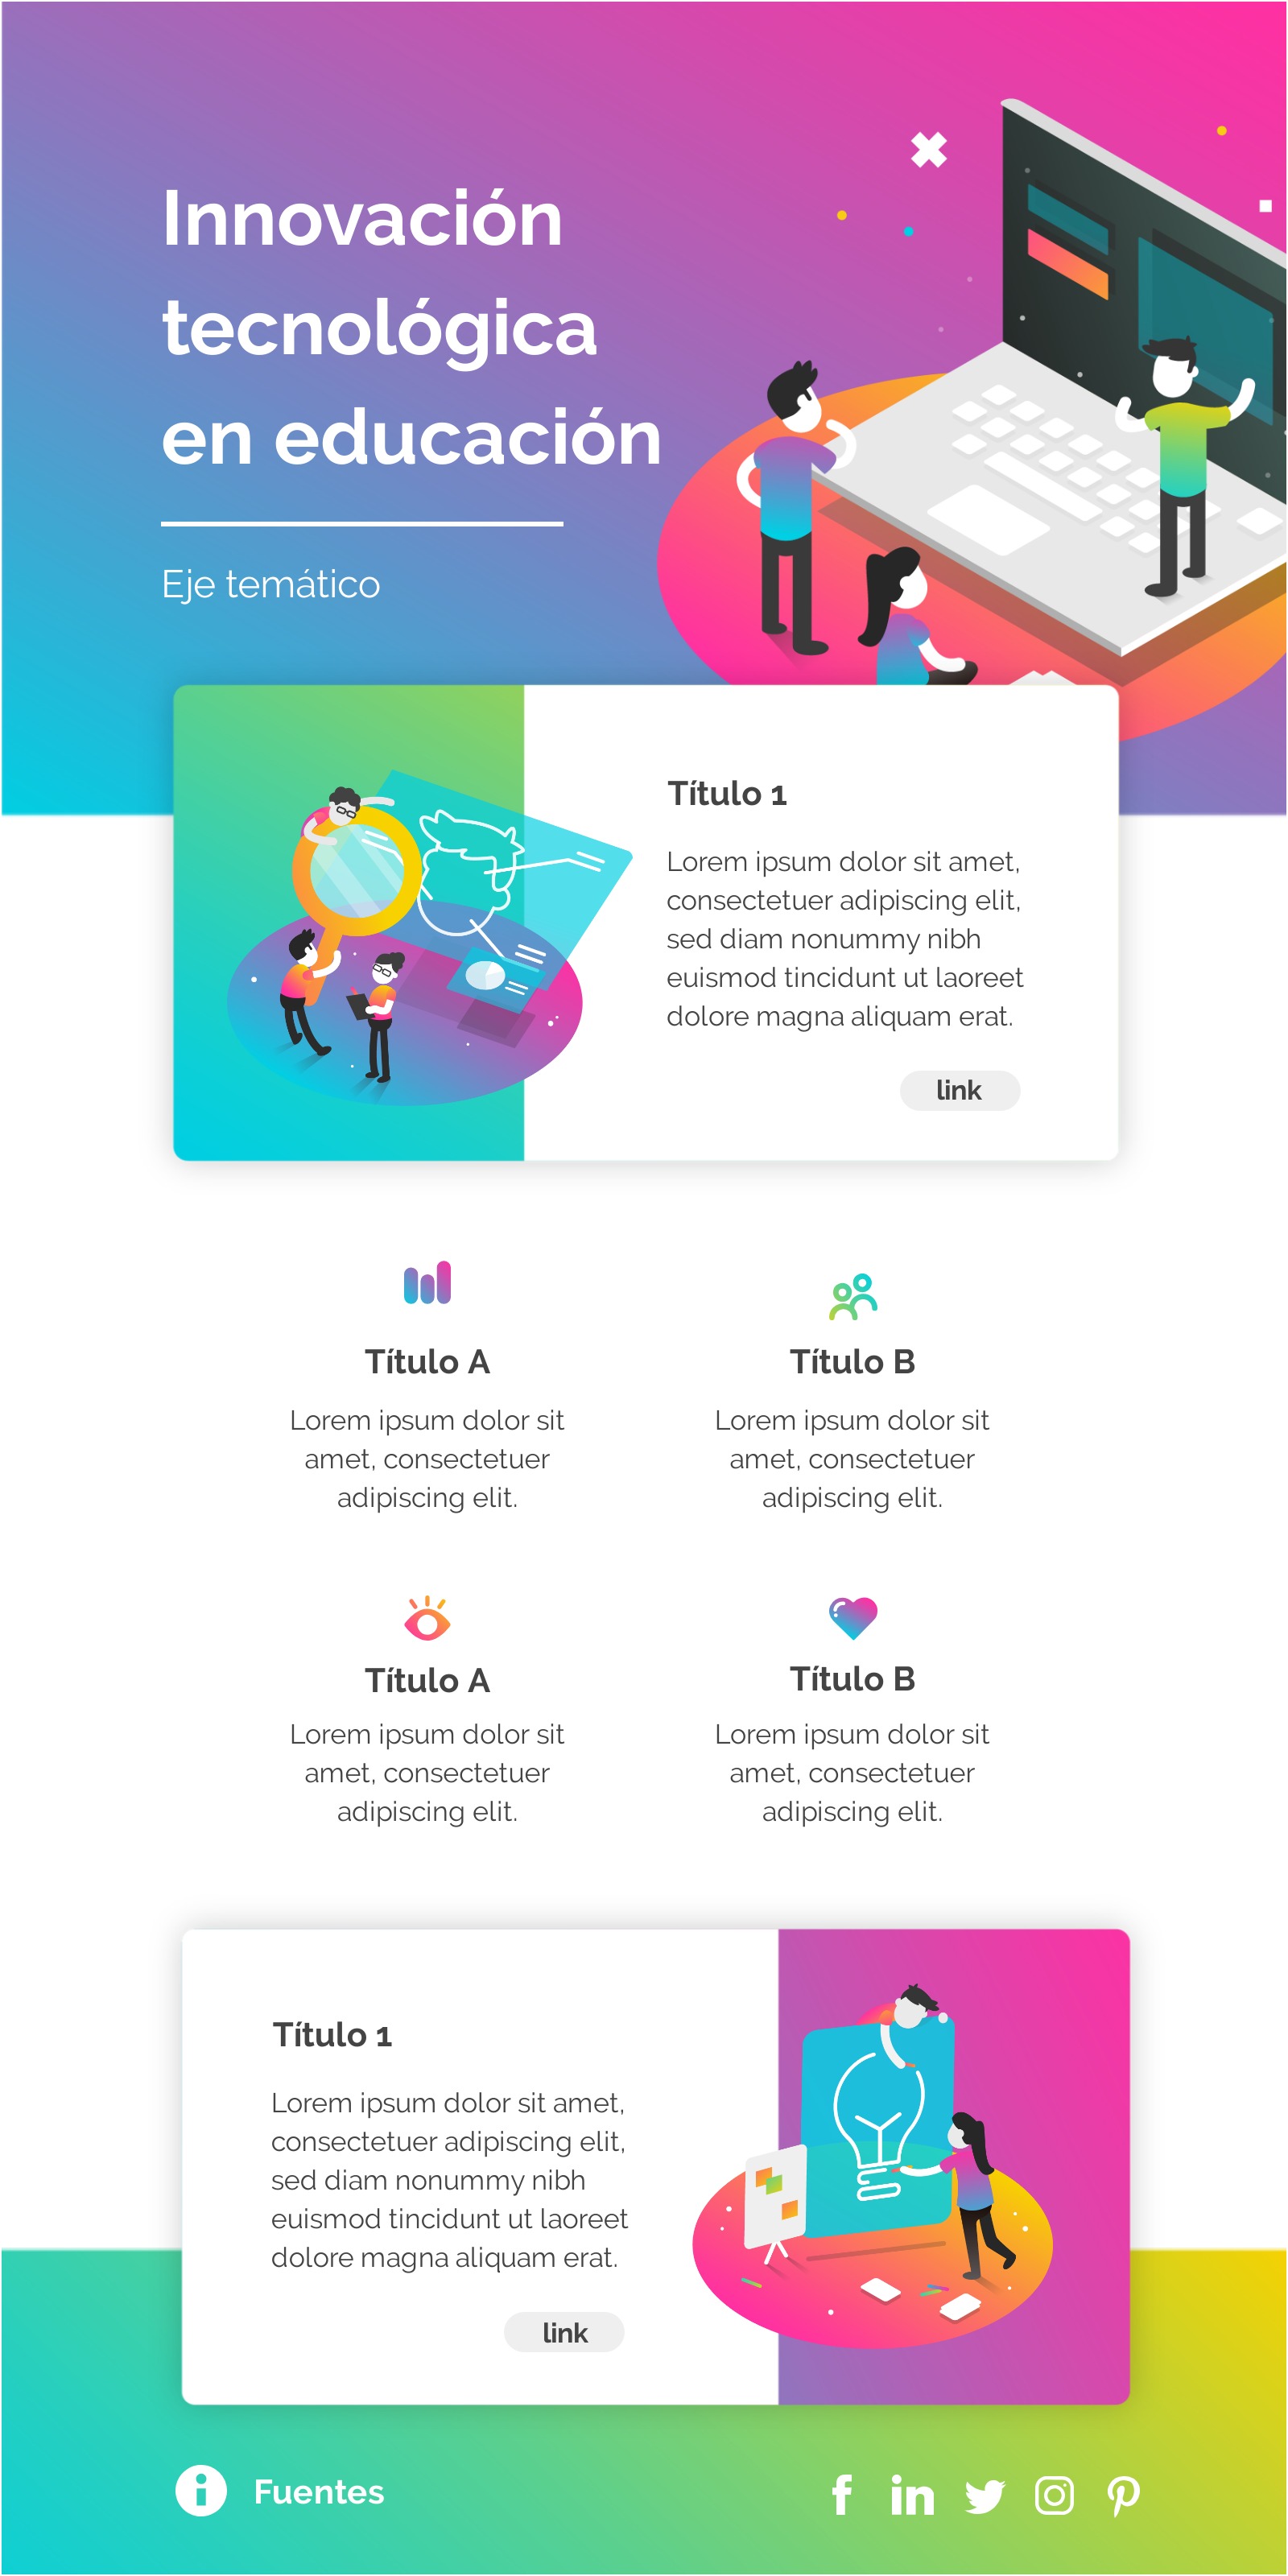 Innovación
tecnológica
en educación
Eje temático
Título 1
Lorem ipsum dolor sit amet,
consectetuer adipiscing elit,
sed diam nonummy nibh
euismod tincidunt ut laoreet
dolore magna aliquam erat.
link
Título A
Lorem ipsum dolor sit
amet, consectetuer
adipiscing elit.
Título B
Lorem ipsum dolor sit
amet, consectetuer
adipiscing elit.
Título A
Lorem ipsum dolor sit
amet, consectetuer
adipiscing elit.
Título B
Lorem ipsum dolor sit
amet, consectetuer
adipiscing elit.
Título 1
Lorem ipsum dolor sit amet,
consectetuer adipiscing elit,
sed diam nonummy nibh
euismod tincidunt ut laoreet
dolore magna aliquam erat.
link
Fuentes